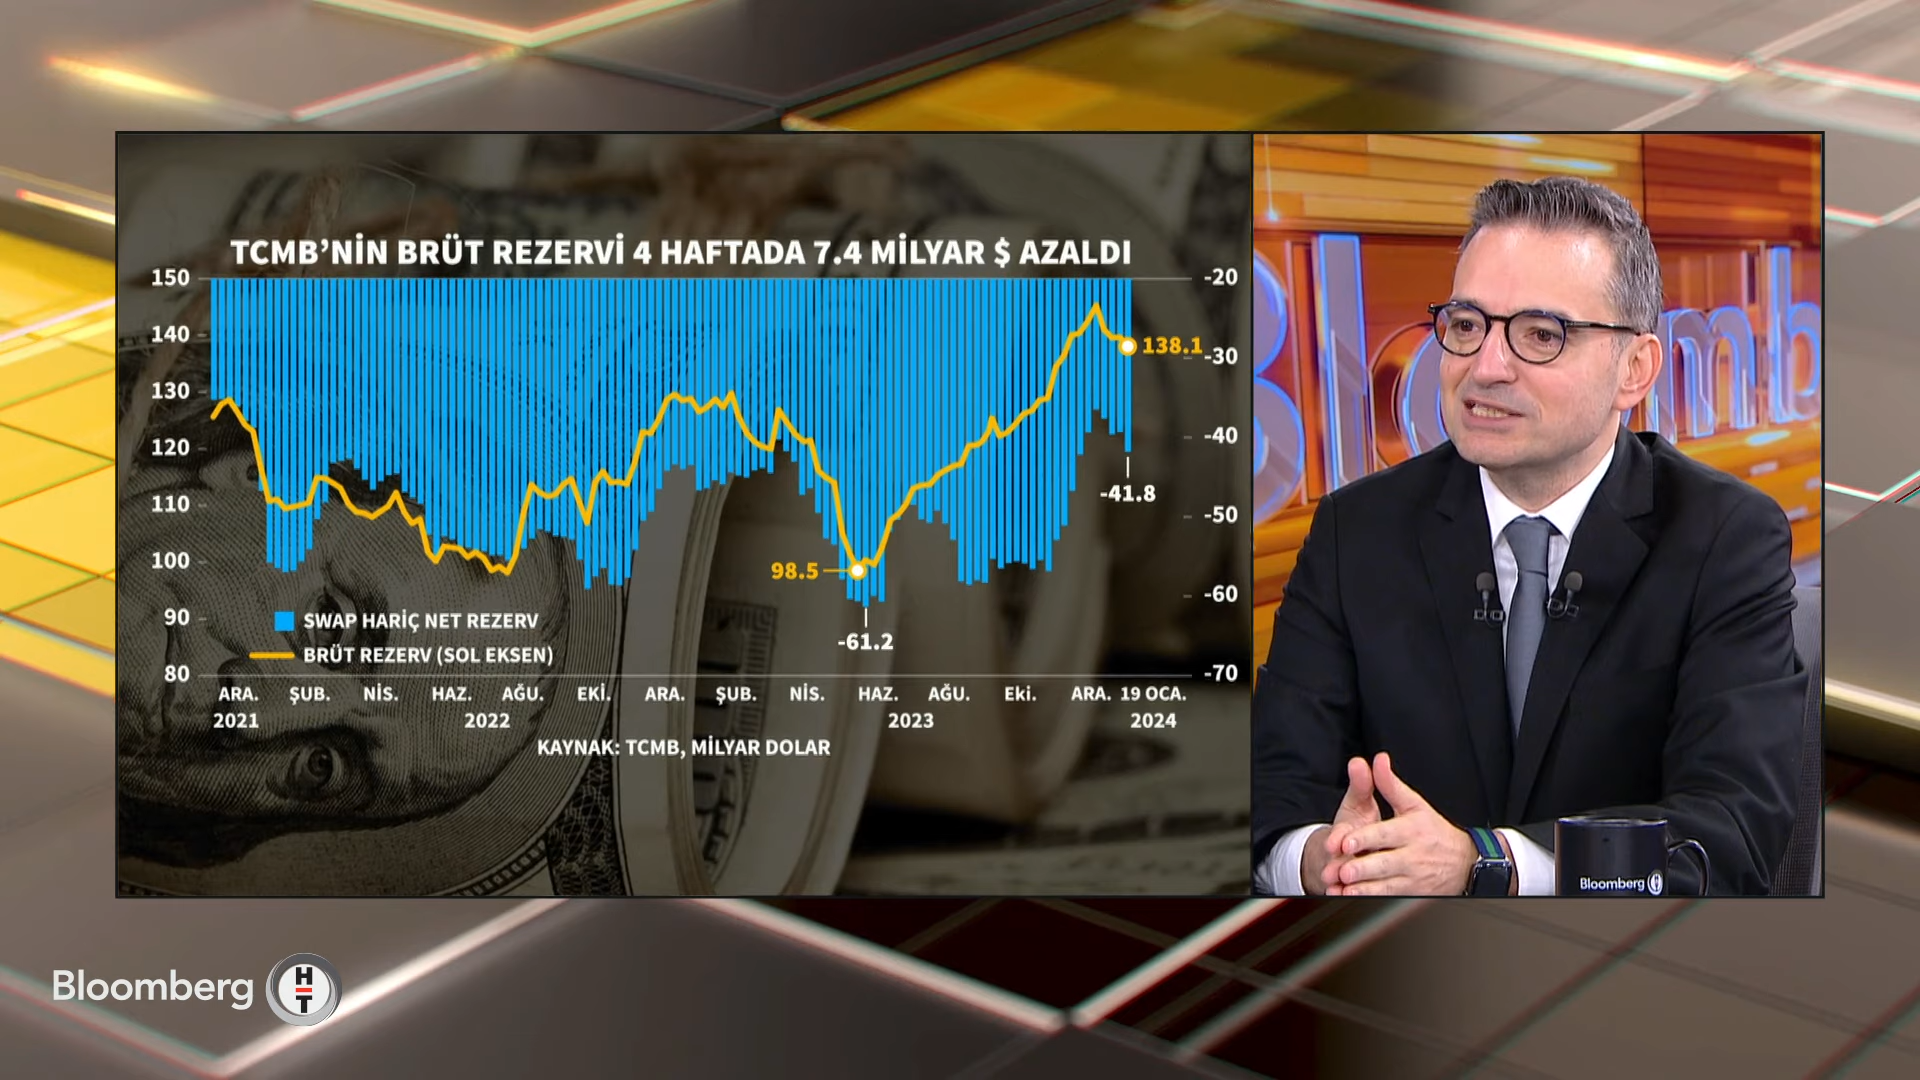 TCMB'NİN BRÜT REZERVİ 4 HAFTADA 7.4 MİLYAR $ AZALDI
150
140
130
120
110
100
90
80
-20
-30
-40
-50
-60
-70
138.1
-41.8
98.5
-61.2
SWAP HARİÇ NET REZERV
BRÜT REZERV (SOL EKSEN)
ARA. ŞUB. NİS. HAZ. AĞU. EKİ. ARA. ŞUB. NİS. HAZ. AĞU. Eki. ARA. 19 OCA.
2021 2022 2023 2024
KAYNAK: TCMB, MİLYAR DOLAR
Bl mb
Bloomberg HT
Bloomberg HT